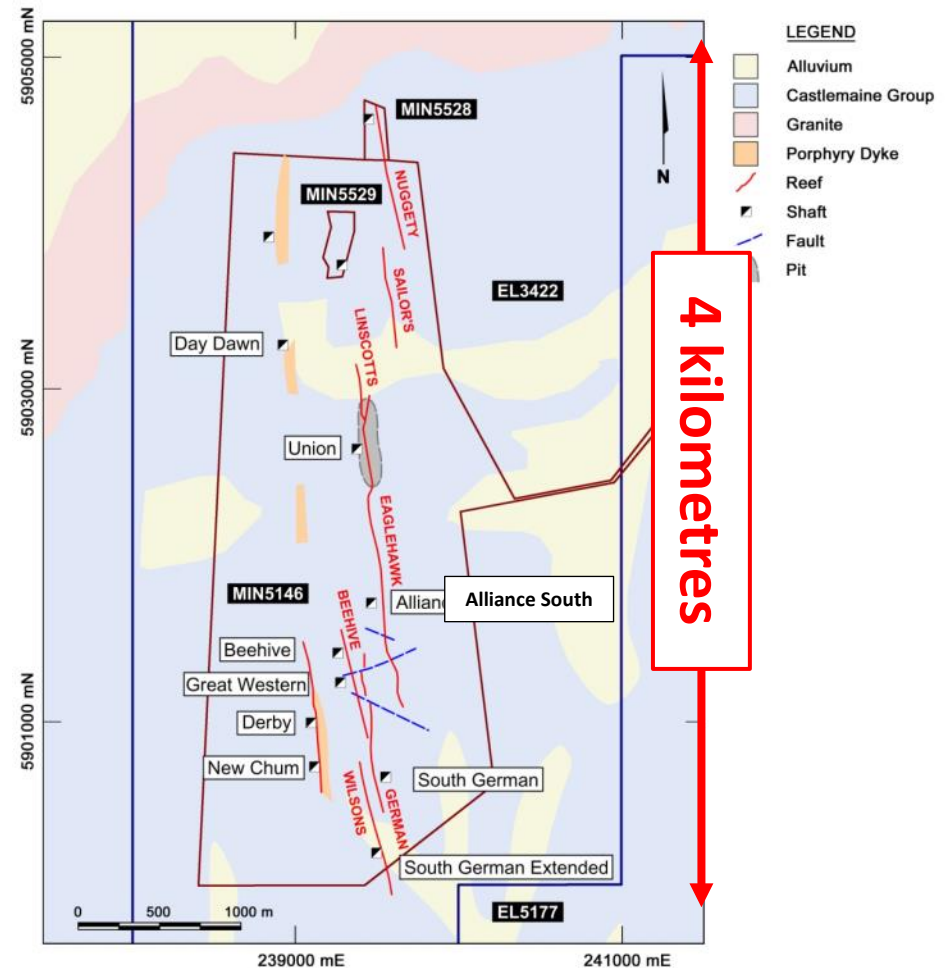 5905000 mN
5903000 mN
5901000 mN
MIN5528
MIN5529
NUGGETY
SAILOR'S
EL3422
LINSCOTTS
Day Dawn
Union
EAGLEHAWK
MIN5146
BEEHIVE
Alliance South
Beehive
Great Western
Derby
New Chum
WILSONS
GERMAN
South German
South German Extended
EL5177
N
4 kilometres
0 500 1000 m
239000 mE 241000 mE
LEGEND
Alluvium
Castlemaine Group
Granite
Porphyry Dyke
Reef
Shaft
Fault
Pit